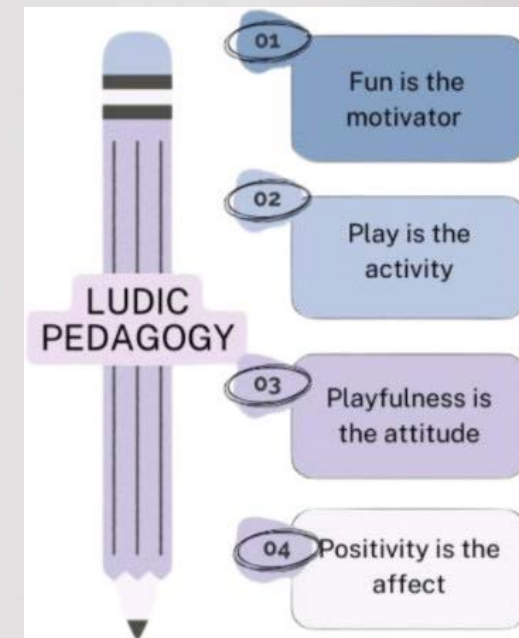 LUDIC
PEDAGOGY
01
Fun is the
motivator
02
Play is the
activity
03
Playfulness is
the attitude
04
Positivity is the
affect